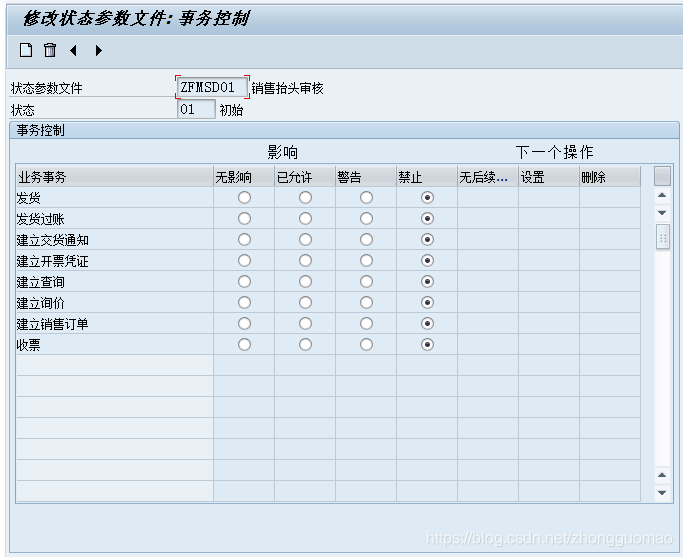 修改状态参数文件: 事务控制
状态参数文件 ZFMSD01 销售抬头审核
状态 01 初始
事务控制
影响 下一个操作
业务事务 无影响 已允许 警告 禁止 无后续... 设置 删除
发货
发货过账
建立交货通知
建立开票凭证
建立查询
建立询价
建立销售订单
收票
https://blog.csdn.net/zhongguomao